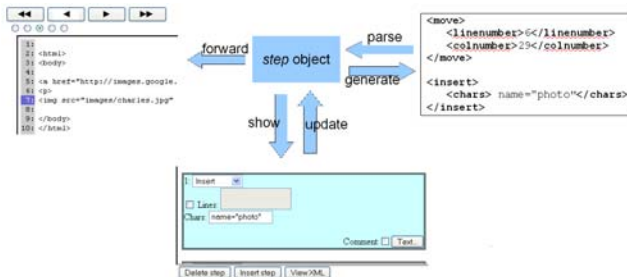 1:
2: <html>
3: <body>
4:
5: <a href="http://images.google.
6: <p>
7: <img src="images/charles.jpg"
8:
9: </body>
10: </html>
forward
step object
parse
generate
show
update
<move>
<linenumber>6</linenumber>
<colnumber>29</colnumber>
</move>
<insert>
<chars> name="photo"</chars>
</insert>
1: Insert
Lines:
Chars: name="photo"
Comment: Text...
Delete step Insert step View XML